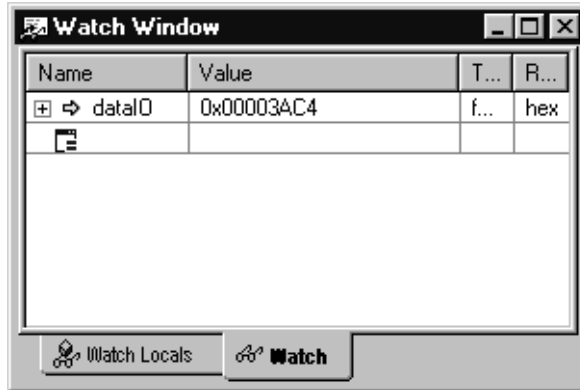 Watch Window
Name Value T... R...
dataIO 0x00003AC4 f... hex
Watch Locals Watch